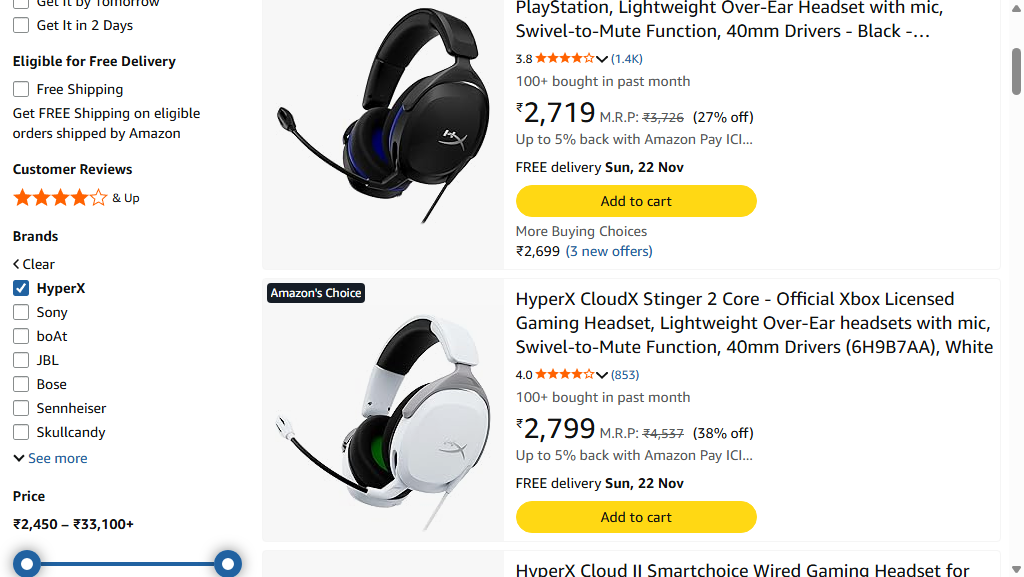 Get It by Tomorrow
Get It in 2 Days
Eligible for Free Delivery
Free Shipping
Get FREE Shipping on eligible
orders shipped by Amazon
Customer Reviews
& Up
Brands
Clear
HyperX
Sony
boAt
JBL
Bose
Sennheiser
Skullcandy
See more
Price
₹2,450 – ₹33,100+
PlayStation, Lightweight Over-Ear Headset with mic,
Swivel-to-Mute Function, 40mm Drivers - Black -…
3.8 (1.4K)
100+ bought in past month
₹2,719 M.R.P: ₹3,726 (27% off)
Up to 5% back with Amazon Pay ICI…
FREE delivery Sun, 22 Nov
Add to cart
More Buying Choices
₹2,699 (3 new offers)
Amazon's Choice
HyperX CloudX Stinger 2 Core - Official Xbox Licensed
Gaming Headset, Lightweight Over-Ear headsets with mic,
Swivel-to-Mute Function, 40mm Drivers (6H9B7AA), White
4.0 (853)
100+ bought in past month
₹2,799 M.R.P: ₹4,537 (38% off)
Up to 5% back with Amazon Pay ICI…
FREE delivery Sun, 22 Nov
Add to cart
HyperX Cloud II Smartchoice Wired Gaming Headset for